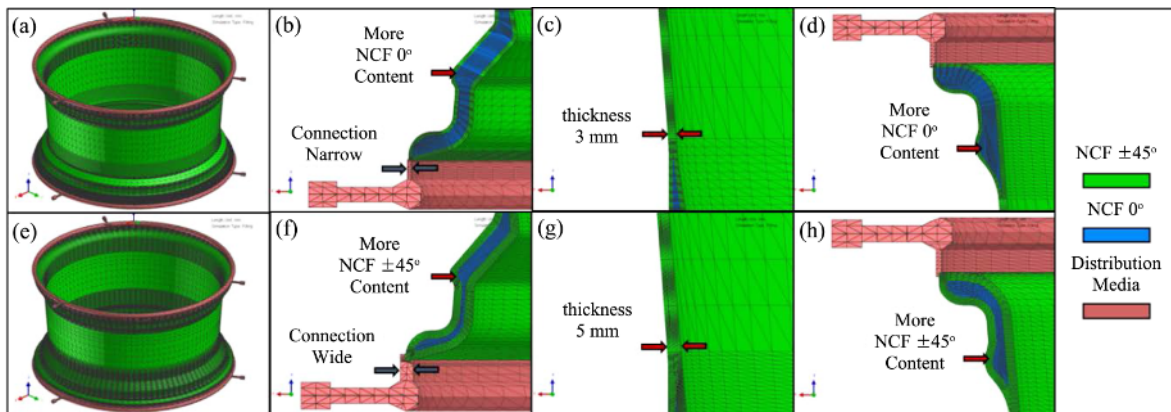 (a)
(b)
More
NCF 0°
Content
Connection
Narrow
(c)
thickness
3 mm
(d)
More
NCF 0°
Content
(e)
(f)
More
NCF ±45°
Content
Connection
Wide
(g)
thickness
5 mm
(h)
More
NCF ±45°
Content
NCF ±45°
NCF 0°
Distribution
Media